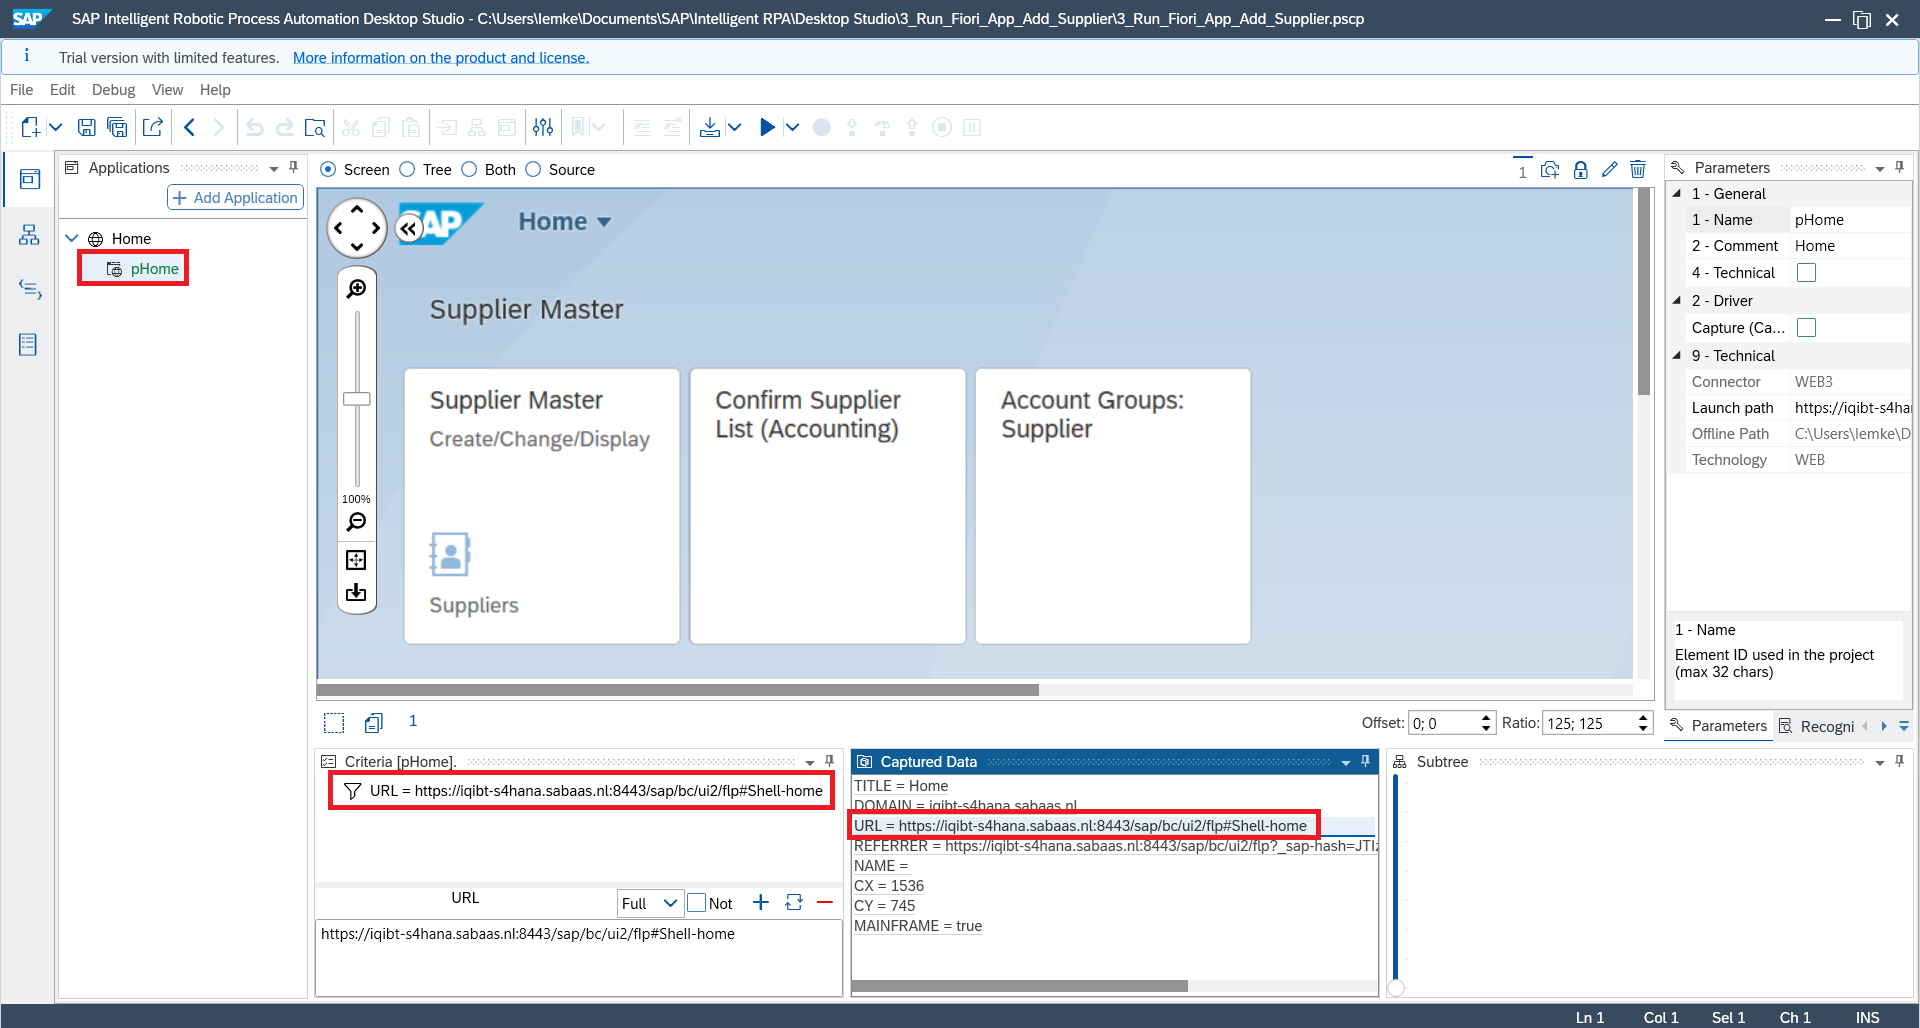 SAP SAP Intelligent Robotic Process Automation Desktop Studio - C:\Users\lemke\Documents\SAP\Intelligent RPA\Desktop Studio\3_Run_Fiori_App_Add_Supplier\3_Run_Fiori_App_Add_Supplier.pscp
i Trial version with limited features. More information on the product and license.
File Edit Debug View Help
Applications
+ Add Application
Home
pHome
Screen Tree Both Source
1
SAP
Home
Supplier Master
Supplier Master
Create/Change/Display
Suppliers
Confirm Supplier
List (Accounting)
Account Groups:
Supplier
100%
1
Offset: 0; 0 Ratio: 125; 125
Criteria [pHome].
URL = https://iqibt-s4hana.sabaas.nl:8443/sap/bc/ui2/flp#Shell-home
URL
Full Not
https://iqibt-s4hana.sabaas.nl:8443/sap/bc/ui2/flp#Shell-home
Captured Data
TITLE = Home
DOMAIN = iqibt-s4hana.sabaas.nl
URL = https://iqibt-s4hana.sabaas.nl:8443/sap/bc/ui2/flp#Shell-home
REFERRER = https://iqibt-s4hana.sabaas.nl:8443/sap/bc/ui2/flp?_sap-hash=JTIz
NAME =
CX = 1536
CY = 745
MAINFRAME = true
Subtree
Parameters
1 - General
1 - Name pHome
2 - Comment Home
4 - Technical
2 - Driver
Capture (Ca...
9 - Technical
Connector WEB3
Launch path https://iqibt-s4ha
Offline Path C:\Users\lemke\D
Technology WEB
1 - Name
Element ID used in the project
(max 32 chars)
Parameters Recogni
Ln 1 Col 1 Sel 1 Ch 1 INS